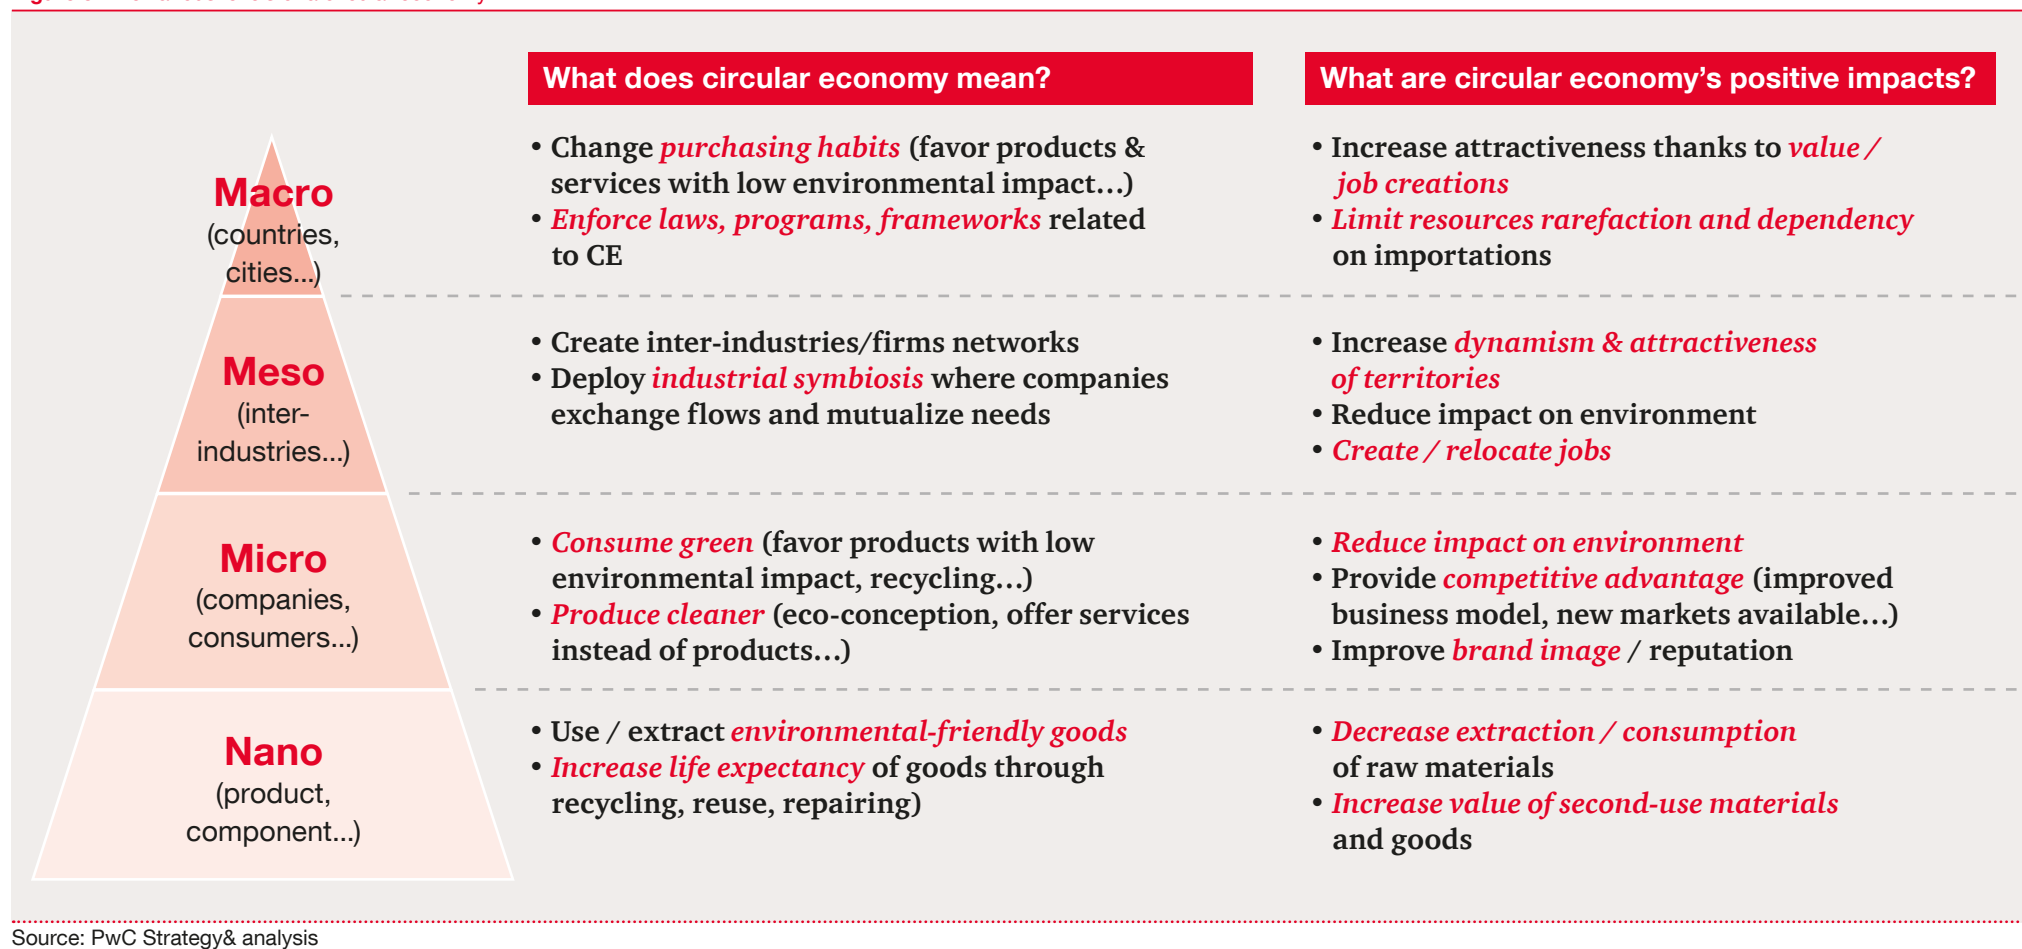 What does circular economy mean?
What are circular economy's positive impacts?
Macro
(countries,
cities...)
• Change purchasing habits (favor products &
services with low environmental impact…)
• Enforce laws, programs, frameworks related
to CE
• Increase attractiveness thanks to value /
job creations
• Limit resources rarefaction and dependency
on importations
Meso
(inter-
industries...)
• Create inter-industries/firms networks
• Deploy industrial symbiosis where companies
exchange flows and mutualize needs
• Increase dynamism & attractiveness
of territories
• Reduce impact on environment
• Create / relocate jobs
Micro
(companies,
consumers...)
• Consume green (favor products with low
environmental impact, recycling…)
• Produce cleaner (eco-conception, offer services
instead of products…)
• Reduce impact on environment
• Provide competitive advantage (improved
business model, new markets available…)
• Improve brand image / reputation
Nano
(product,
component...)
• Use / extract environmental-friendly goods
• Increase life expectancy of goods through
recycling, reuse, repairing)
• Decrease extraction / consumption
of raw materials
• Increase value of second-use materials
and goods
Source: PwC Strategy& analysis